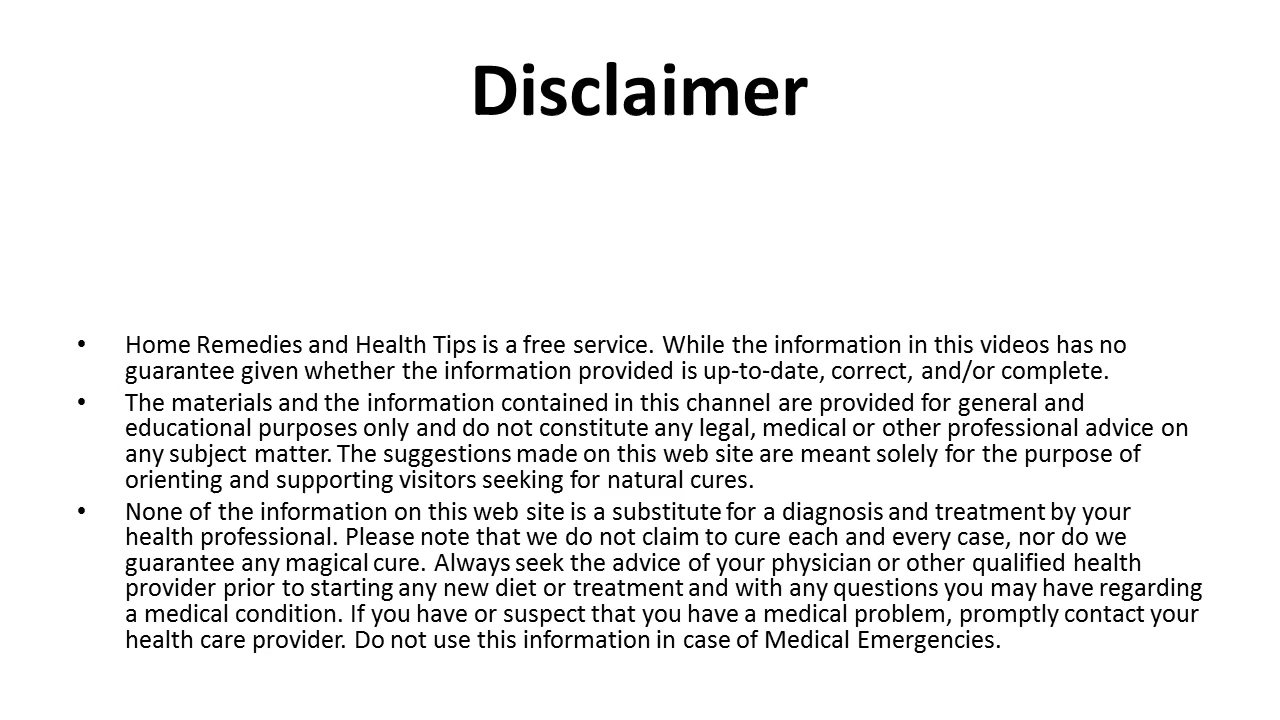 Disclaimer
• Home Remedies and Health Tips is a free service. While the information in this videos has no
guarantee given whether the information provided is up-to-date, correct, and/or complete.
• The materials and the information contained in this channel are provided for general and
educational purposes only and do not constitute any legal, medical or other professional advice on
any subject matter. The suggestions made on this web site are meant solely for the purpose of
orienting and supporting visitors seeking for natural cures.
• None of the information on this web site is a substitute for a diagnosis and treatment by your
health professional. Please note that we do not claim to cure each and every case, nor do we
guarantee any magical cure. Always seek the advice of your physician or other qualified health
provider prior to starting any new diet or treatment and with any questions you may have regarding
a medical condition. If you have or suspect that you have a medical problem, promptly contact your
health care provider. Do not use this information in case of Medical Emergencies.